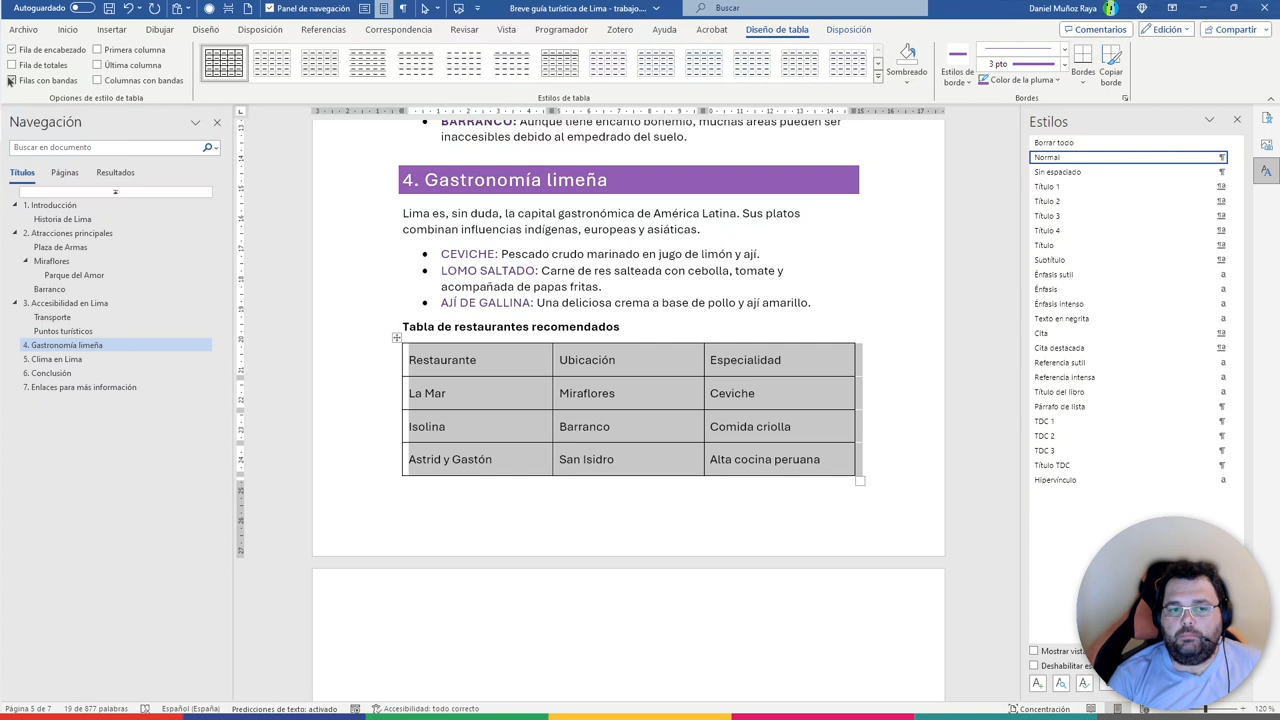 Autoguardado
Panel de navegación
Breve guía turística de Lima - trabajo...
Buscar
Daniel Muñoz Raya
Archivo
Inicio
Insertar
Dibujar
Diseño
Disposición
Referencias
Correspondencia
Revisar
Vista
Programador
Zotero
Ayuda
Acrobat
Diseño de tabla
Disposición
Comentarios
Edición
Compartir
Fila de encabezado
Primera columna
Fila de totales
Última columna
Filas con bandas
Columnas con bandas
Opciones de estilo de tabla
Estilos de tabla
Sombreado
Estilos de borde
3 pto
Color de la pluma
Bordes
Copiar borde
Bordes
Navegación
Buscar en documento
Títulos
Páginas
Resultados
1. Introducción
Historia de Lima
2. Atracciones principales
Plaza de Armas
Miraflores
Parque del Amor
Barranco
3. Accesibilidad en Lima
Transporte
Puntos turísticos
4. Gastronomía limeña
5. Clima en Lima
6. Conclusión
7. Enlaces para más información
BARRANCO: Aunque tiene encanto bohemio, muchas áreas pueden ser
inaccesibles debido al empedrado del suelo.
4. Gastronomía limeña
Lima es, sin duda, la capital gastronómica de América Latina. Sus platos
combinan influencias indígenas, europeas y asiáticas.
CEVICHE: Pescado crudo marinado en jugo de limón y ají.
LOMO SALTADO: Carne de res salteada con cebolla, tomate y
acompañada de papas fritas.
AJÍ DE GALLINA: Una deliciosa crema a base de pollo y ají amarillo.
Tabla de restaurantes recomendados
Restaurante Ubicación Especialidad
La Mar Miraflores Ceviche
Isolina Barranco Comida criolla
Astrid y Gastón San Isidro Alta cocina peruana
Estilos
Borrar todo
Normal
Sin espaciado
Título 1
Título 2
Título 3
Título 4
Título
Subtítulo
Énfasis sutil
Énfasis
Énfasis intenso
Texto en negrita
Cita
Cita destacada
Referencia sutil
Referencia intensa
Título del libro
Párrafo de lista
TDC 1
TDC 2
TDC 3
Título TDC
Hipervínculo
Mostrar vista
Deshabilitar es
Página 5 de 7
19 de 877 palabras
Español (España)
Predicciones de texto: activado
Accesibilidad: todo correcto
Concentración
120 %